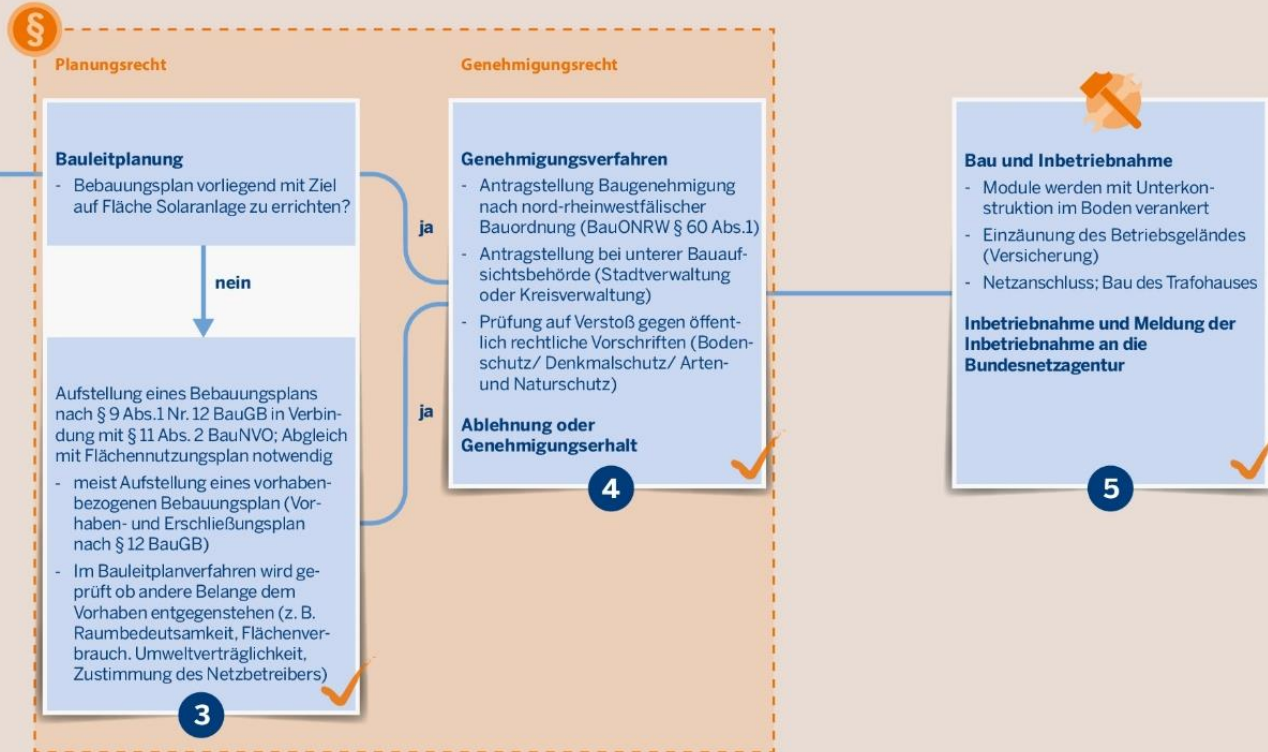 §
Planungsrecht
Bauleitplanung
- Bebauungsplan vorliegend mit Ziel
auf Fläche Solaranlage zu errichten?
ja
nein
Aufstellung eines Bebauungsplans
nach § 9 Abs.1 Nr. 12 BauGB in Verbin-
dung mit § 11 Abs. 2 BauNVO; Abgleich
mit Flächennutzungsplan notwendig
- meist Aufstellung eines vorhaben-
bezogenen Bebauungsplan (Vor-
haben- und Erschließungsplan
nach § 12 BauGB)
- Im Bauleitplanverfahren wird ge-
prüft ob andere Belange dem
Vorhaben entgegenstehen (z. B.
Raumbedeutsamkeit, Flächenver-
brauch. Umweltverträglichkeit,
Zustimmung des Netzbetreibers)
3
ja
Genehmigungsrecht
Genehmigungsverfahren
- Antragstellung Baugenehmigung
nach nord-rheinwestfälischer
Bauordnung (BauONRW § 60 Abs.1)
- Antragstellung bei unterer Bauauf-
sichtsbehörde (Stadtverwaltung
oder Kreisverwaltung)
- Prüfung auf Verstoß gegen öffent-
lich rechtliche Vorschriften (Boden-
schutz/ Denkmalschutz/ Arten-
und Naturschutz)
Ablehnung oder
Genehmigungserhalt
4
Bau und Inbetriebnahme
- Module werden mit Unterkon-
struktion im Boden verankert
- Einzäunung des Betriebsgeländes
(Versicherung)
- Netzanschluss; Bau des Trafohauses
Inbetriebnahme und Meldung der
Inbetriebnahme an die
Bundesnetzagentur
5